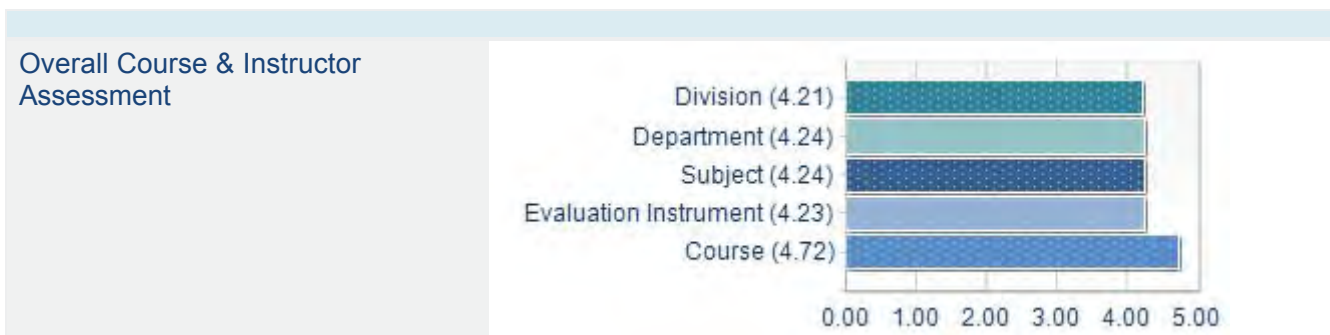 Overall Course & Instructor
Assessment
Division (4.21)
Department (4.24)
Subject (4.24)
Evaluation Instrument (4.23)
Course (4.72)
0.00 1.00 2.00 3.00 4.00 5.00